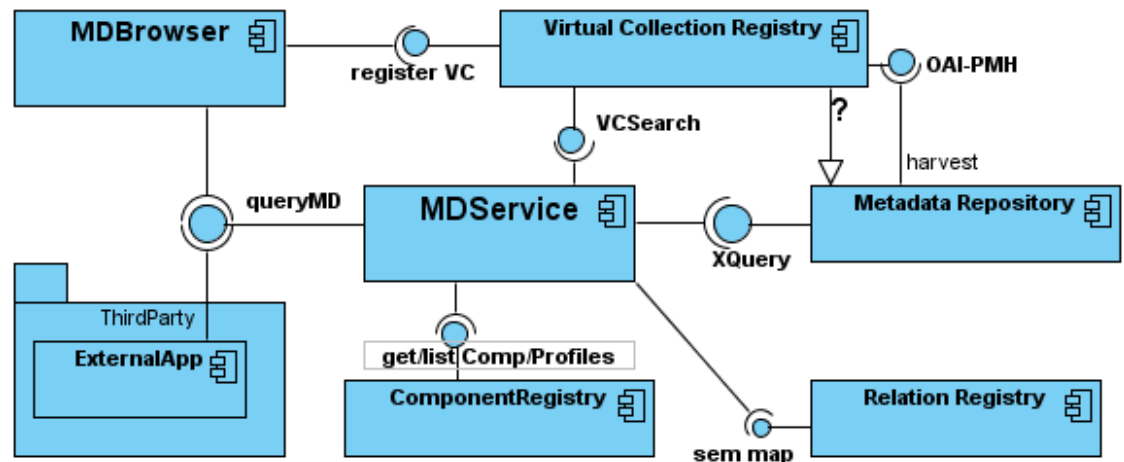 MDBrowser
Virtual Collection Registry
register VC
OAI-PMH
?
VCSearch
harvest
queryMD
MDService
Metadata Repository
XQuery
ThirdParty
ExternalApp
get/list Comp/Profiles
ComponentRegistry
Relation Registry
sem map